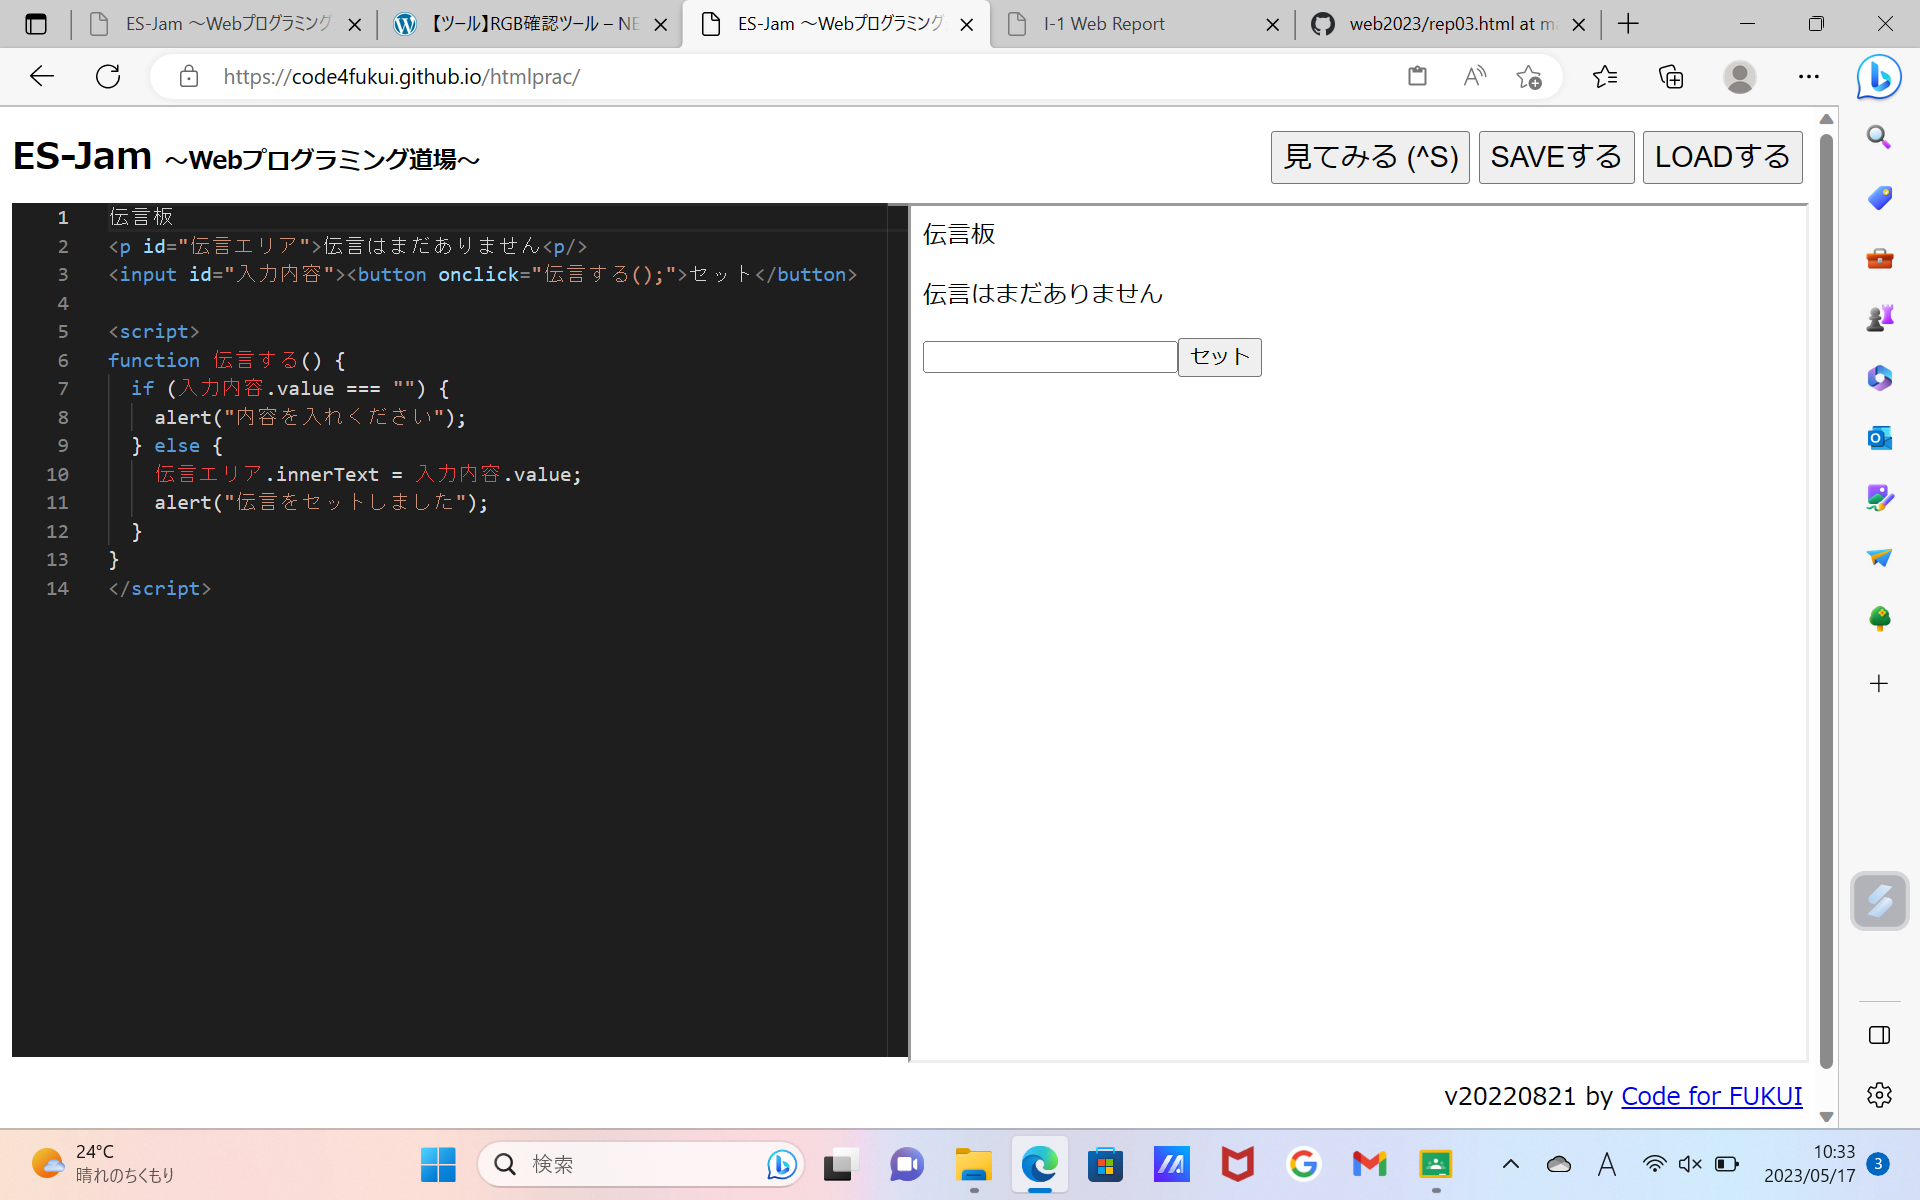 ES-Jam ～Webプログラミング
【ツール】RGB確認ツール – NE
ES-Jam ～Webプログラミング
I-1 Web Report
web2023/rep03.html at ma
https://code4fukui.github.io/htmlprac/
ES-Jam ～Webプログラミング道場～
見てみる (^S)
SAVEする
LOADする
1 伝言板
2 <p id="伝言エリア">伝言はまだありません<p/>
3 <input id="入力内容"><button onclick="伝言する();">セット</button>
4
5 <script>
6 function 伝言する() {
7 if (入力内容.value === "") {
8 alert("内容を入れください");
9 } else {
10 伝言エリア.innerText = 入力内容.value;
11 alert("伝言をセットしました");
12 }
13 }
14 </script>
伝言板
伝言はまだありません
セット
v20220821 by Code for FUKUI
24°C
晴れのちくもり
検索
A
10:33
2023/05/17
3